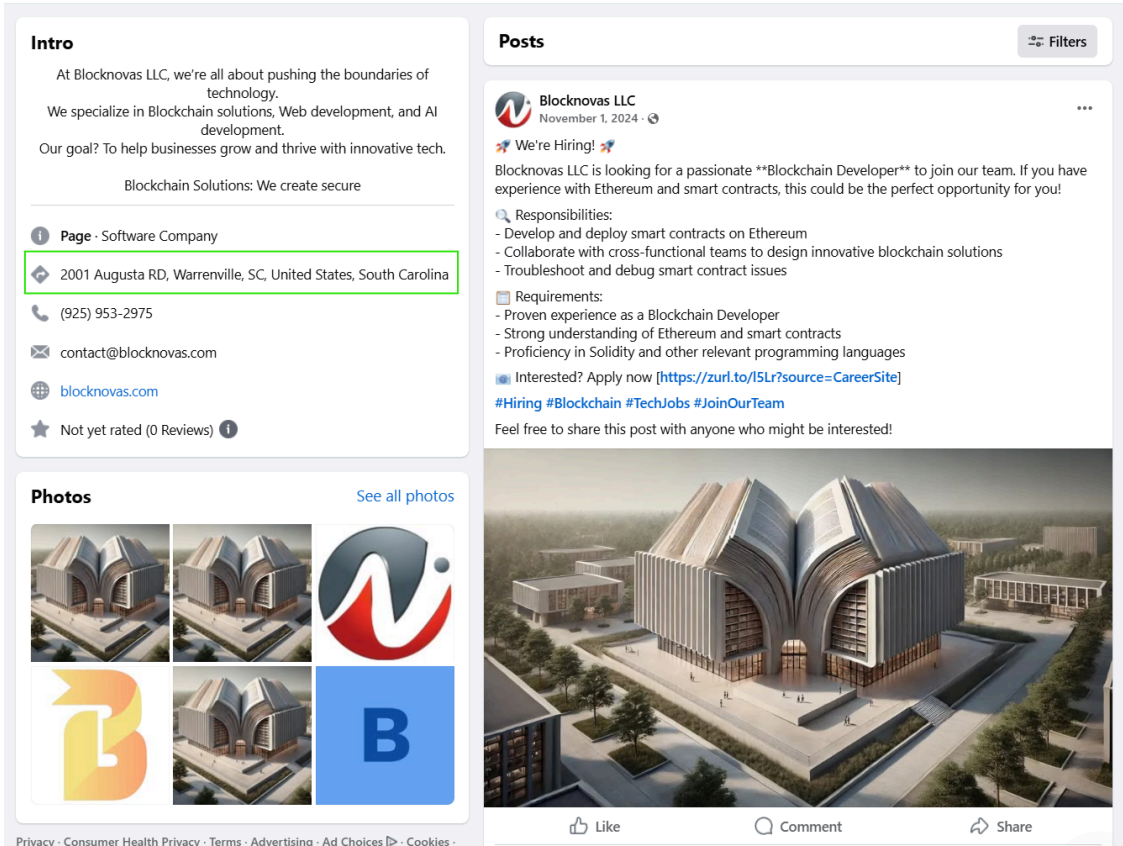 Intro
At Blocknovas LLC, we're all about pushing the boundaries of
technology.
We specialize in Blockchain solutions, Web development, and AI
development.
Our goal? To help businesses grow and thrive with innovative tech.
Blockchain Solutions: We create secure
Page · Software Company
2001 Augusta RD, Warrenville, SC, United States, South Carolina
(925) 953-2975
contact@blocknovas.com
blocknovas.com
Not yet rated (0 Reviews)
Photos
See all photos
B
Privacy · Consumer Health Privacy · Terms · Advertising · Ad Choices · Cookies ·
Posts
Filters
Blocknovas LLC
November 1, 2024 ·
🚀 We're Hiring! 🚀
Blocknovas LLC is looking for a passionate **Blockchain Developer** to join our team. If you have
experience with Ethereum and smart contracts, this could be the perfect opportunity for you!
🔍 Responsibilities:
- Develop and deploy smart contracts on Ethereum
- Collaborate with cross-functional teams to design innovative blockchain solutions
- Troubleshoot and debug smart contract issues
Requirements:
- Proven experience as a Blockchain Developer
- Strong understanding of Ethereum and smart contracts
- Proficiency in Solidity and other relevant programming languages
Interested? Apply now [https://zurl.to/l5Lr?source=CareerSite]
#Hiring #Blockchain #TechJobs #JoinOurTeam
Feel free to share this post with anyone who might be interested!
Like
Comment
Share